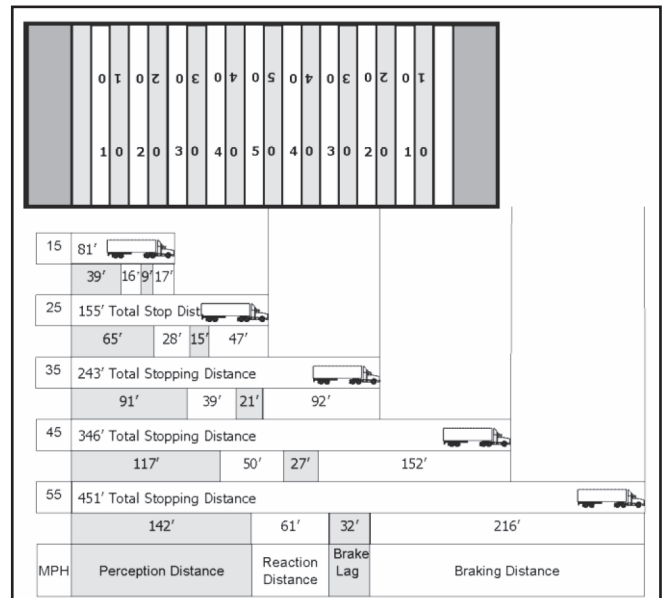 0 1 0 2 0 3 0 4 0 5 0 4 0 3 0 2 0 1
1 0 2 0 3 0 4 0 5 0 4 0 3 0 2 0 1 0
15 81′
39′ 16′ 9′ 17′
25 155′ Total Stop Dist
65′ 28′ 15′ 47′
35 243′ Total Stopping Distance
91′ 39′ 21′ 92′
45 346′ Total Stopping Distance
117′ 50′ 27′ 152′
55 451′ Total Stopping Distance
142′ 61′ 32′ 216′
MPH Perception Distance Reaction Distance Brake Lag Braking Distance